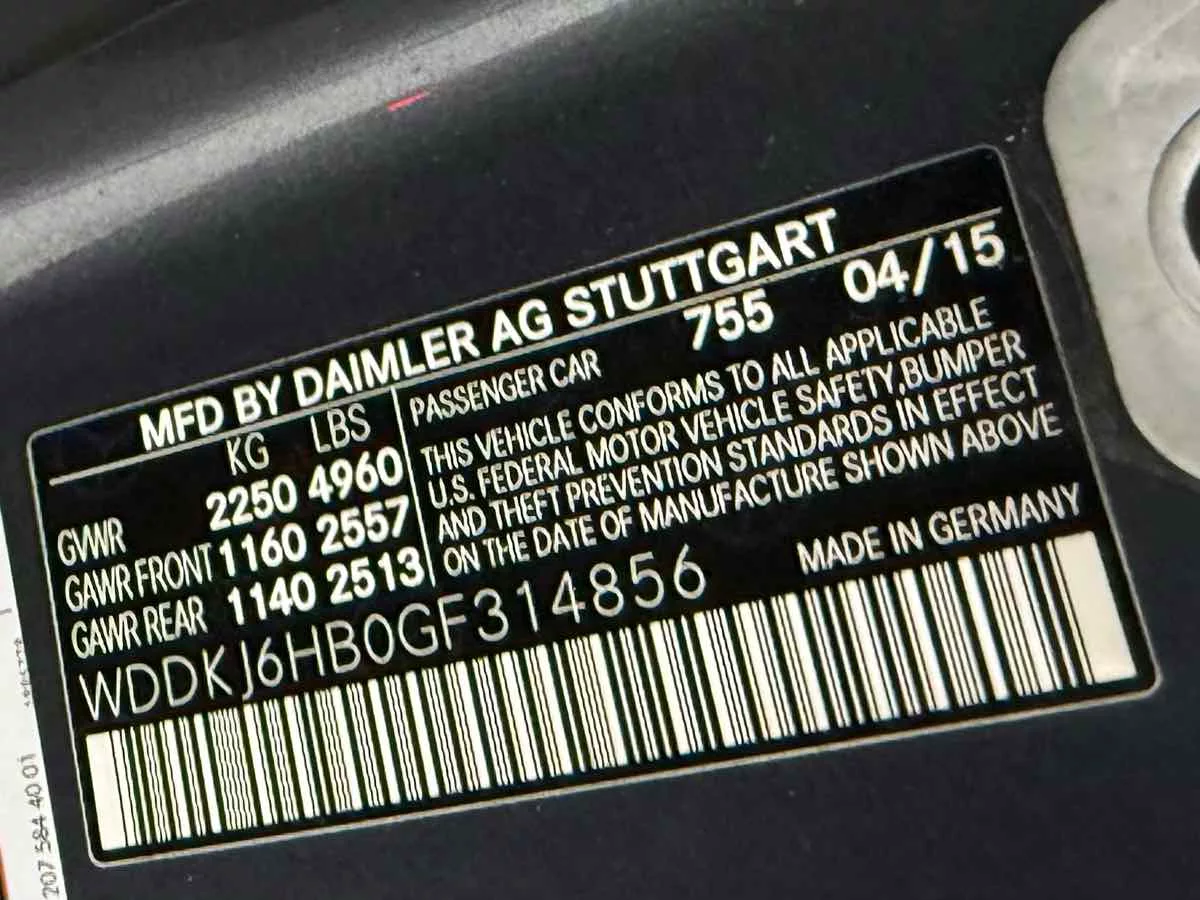 MFD BY DAIMLER AG STUTTGART
KG LBS
GVWR 2250 4960
GAWR FRONT 1160 2557
GAWR REAR 1140 2513
PASSENGER CAR 755 04/15
THIS VEHICLE CONFORMS TO ALL APPLICABLE
U.S. FEDERAL MOTOR VEHICLE SAFETY,BUMPER
AND THEFT PREVENTION STANDARDS IN EFFECT
ON THE DATE OF MANUFACTURE SHOWN ABOVE
WDDKJ6HB0GF314856 MADE IN GERMANY
207 584 40 01